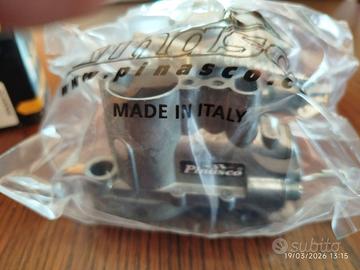 www.pinasco
MADE IN ITALY
Pinasco
subito
19/03/2026 13:15